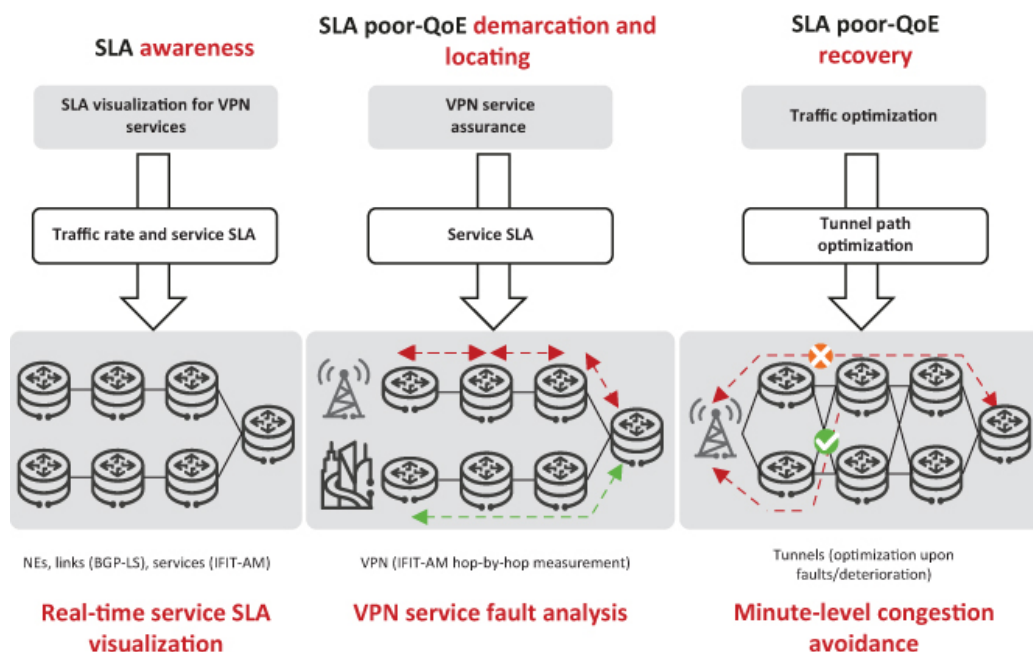 SLA awareness
SLA visualization for VPN
services
Traffic rate and service SLA
NEs, links (BGP-LS), services (IFIT-AM)
Real-time service SLA
visualization
SLA poor-QoE demarcation and
locating
VPN service
assurance
Service SLA
VPN (IFIT-AM hop-by-hop measurement)
VPN service fault analysis
SLA poor-QoE
recovery
Traffic optimization
Tunnel path
optimization
Tunnels (optimization upon
faults/deterioration)
Minute-level congestion
avoidance